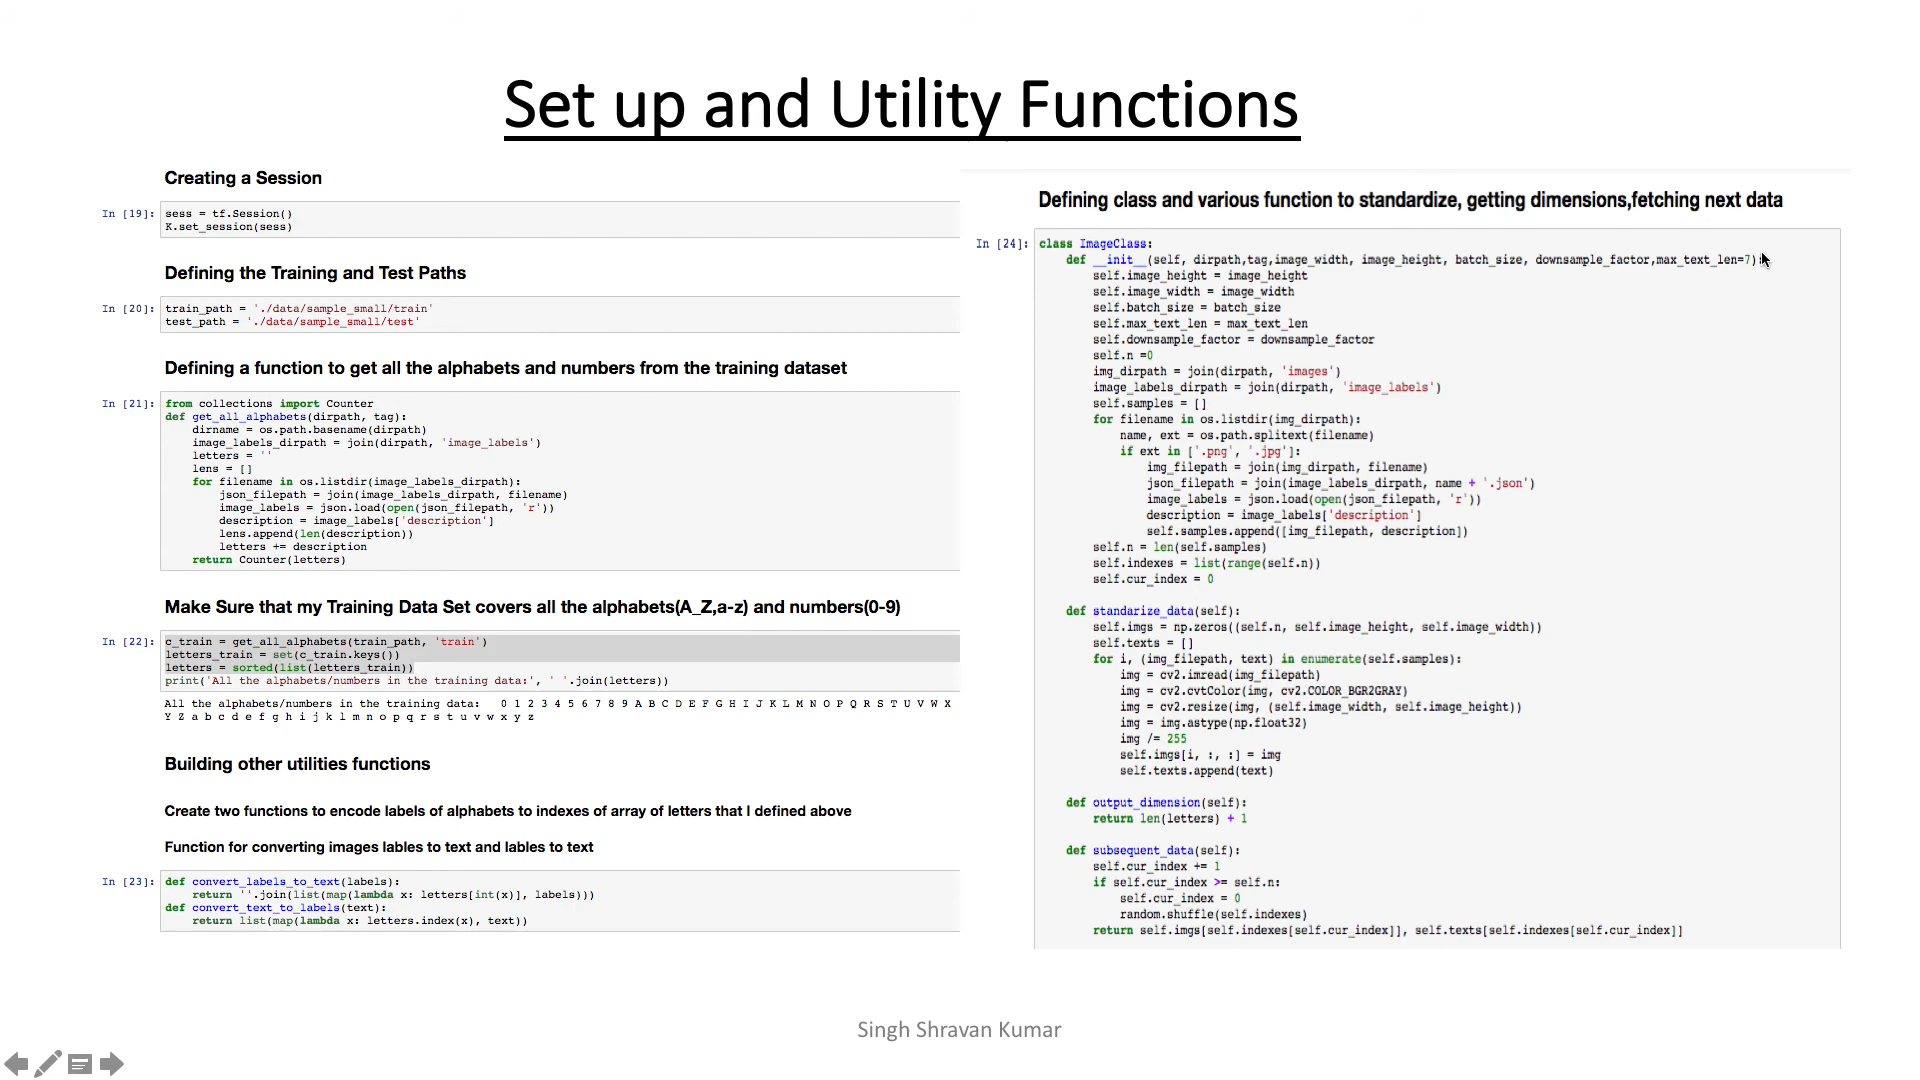 Set up and Utility Functions
Creating a Session
In [19]: sess = tf.Session()
K.set_session(sess)
Defining the Training and Test Paths
In [20]: train_path = './data/sample_small/train'
test_path = './data/sample_small/test'
Defining a function to get all the alphabets and numbers from the training dataset
In [21]: from collections import Counter
def get_all_alphabets(dirpath, tag):
    dirname = os.path.basename(dirpath)
    image_labels_dirpath = join(dirpath, 'image_labels')
    letters = ''
    lens = []
    for filename in os.listdir(image_labels_dirpath):
        json_filepath = join(image_labels_dirpath, filename)
        image_labels = json.load(open(json_filepath, 'r'))
        description = image_labels['description']
        lens.append(len(description))
        letters += description
    return Counter(letters)
Make Sure that my Training Data Set covers all the alphabets(A_Z,a-z) and numbers(0-9)
In [22]: c_train = get_all_alphabets(train_path, 'train')
letters_train = set(c_train.keys())
letters = sorted(list(letters_train))
print('All the alphabets/numbers in the training data:', ' '.join(letters))
All the alphabets/numbers in the training data: 0 1 2 3 4 5 6 7 8 9 A B C D E F G H I J K L M N O P Q R S T U V W X
Y Z a b c d e f g h i j k l m n o p q r s t u v w x y z
Building other utilities functions
Create two functions to encode labels of alphabets to indexes of array of letters that I defined above
Function for converting images lables to text and lables to text
In [23]: def convert_labels_to_text(labels):
    return ''.join(list(map(lambda x: letters[int(x)], labels)))
def convert_text_to_labels(text):
    return list(map(lambda x: letters.index(x), text))
Defining class and various function to standardize, getting dimensions,fetching next data
In [24]: class ImageClass:
    def __init__(self, dirpath,tag,image_width, image_height, batch_size, downsample_factor,max_text_len=7):
        self.image_height = image_height
        self.image_width = image_width
        self.batch_size = batch_size
        self.max_text_len = max_text_len
        self.downsample_factor = downsample_factor
        self.n =0
        img_dirpath = join(dirpath, 'images')
        image_labels_dirpath = join(dirpath, 'image_labels')
        self.samples = []
        for filename in os.listdir(img_dirpath):
            name, ext = os.path.splitext(filename)
            if ext in ['.png', '.jpg']:
                img_filepath = join(img_dirpath, filename)
                json_filepath = join(image_labels_dirpath, name + '.json')
                image_labels = json.load(open(json_filepath, 'r'))
                description = image_labels['description']
                self.samples.append([img_filepath, description])
        self.n = len(self.samples)
        self.indexes = list(range(self.n))
        self.cur_index = 0
    def standarize_data(self):
        self.imgs = np.zeros((self.n, self.image_height, self.image_width))
        self.texts = []
        for i, (img_filepath, text) in enumerate(self.samples):
            img = cv2.imread(img_filepath)
            img = cv2.cvtColor(img, cv2.COLOR_BGR2GRAY)
            img = cv2.resize(img, (self.image_width, self.image_height))
            img = img.astype(np.float32)
            img /= 255
            self.imgs[i, :, :] = img
            self.texts.append(text)
    def output_dimension(self):
        return len(letters) + 1
    def subsequent_data(self):
        self.cur_index += 1
        if self.cur_index >= self.n:
            self.cur_index = 0
            random.shuffle(self.indexes)
        return self.imgs[self.indexes[self.cur_index]], self.texts[self.indexes[self.cur_index]]
Singh Shravan Kumar